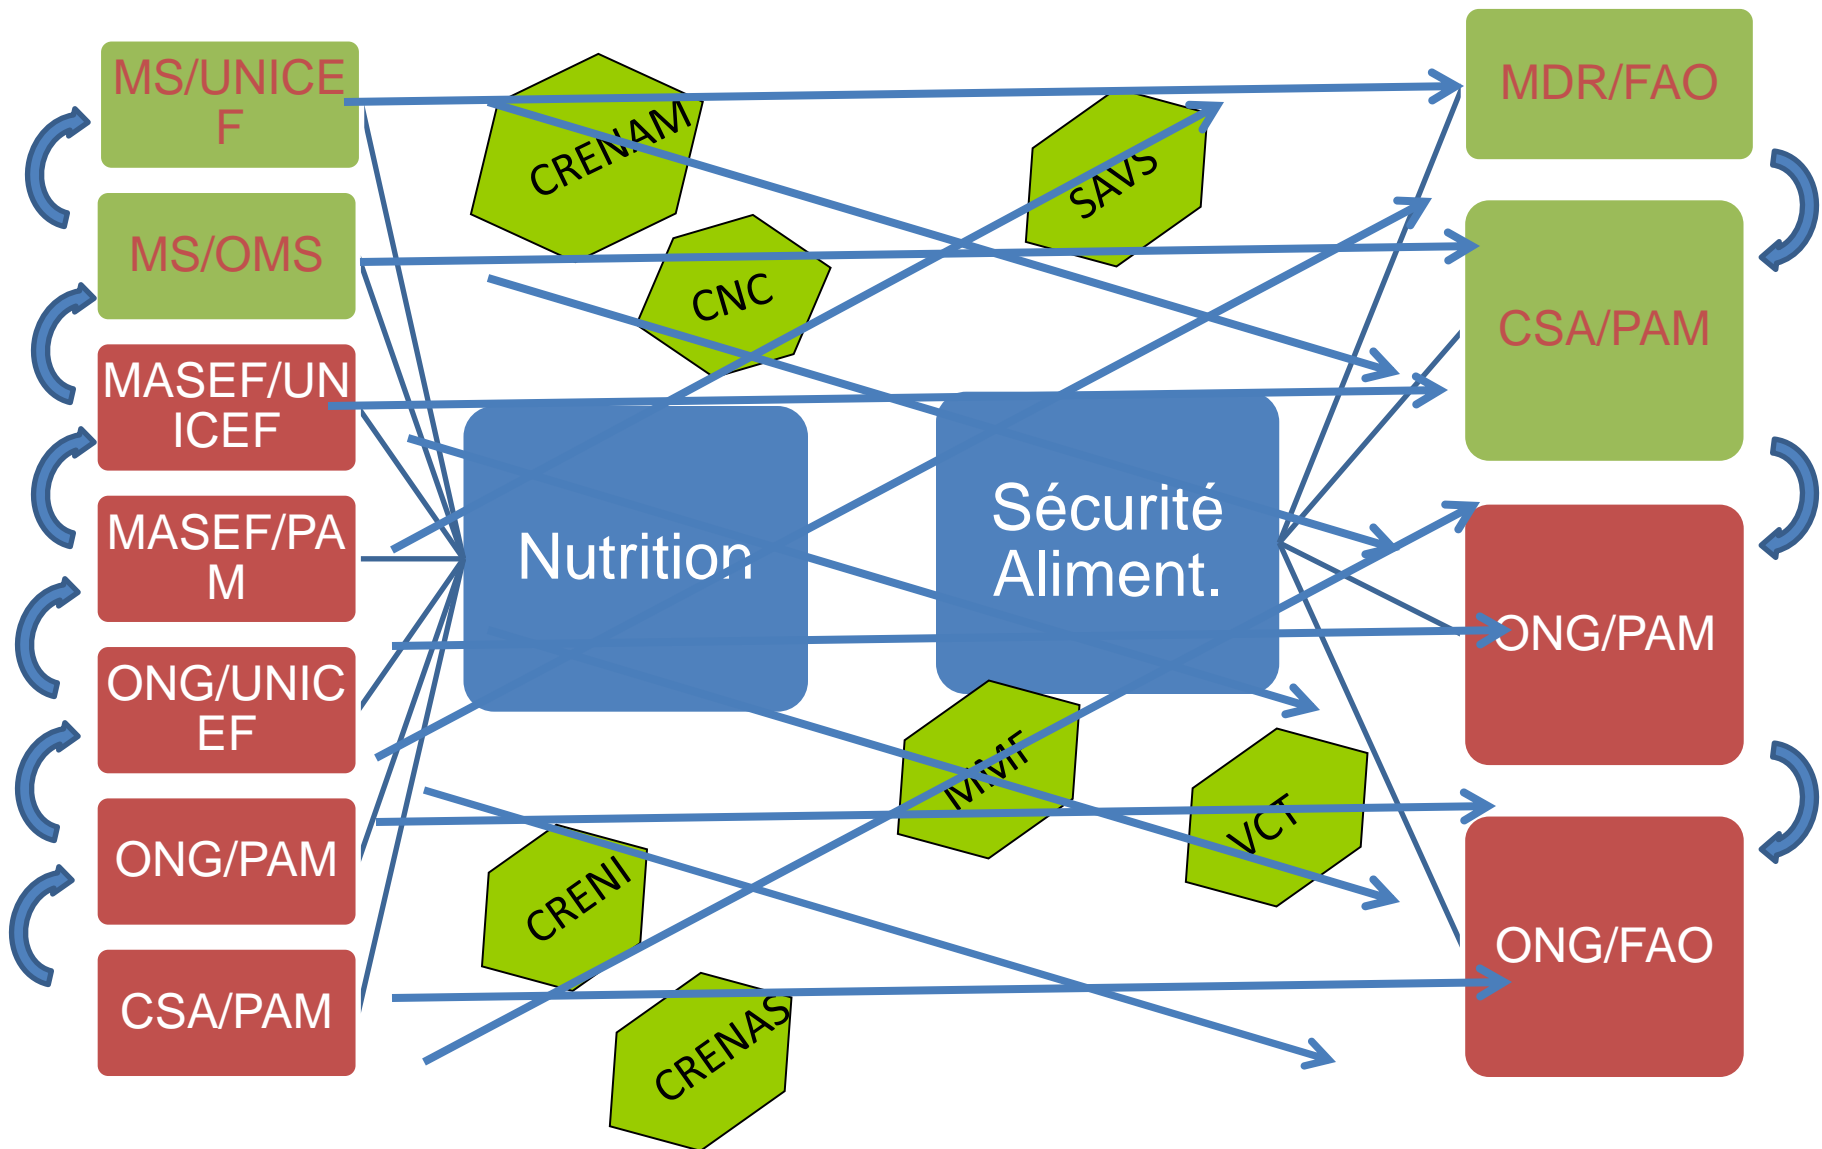 MS/UNICE
F
MS/OMS
MASEF/UN
ICEF
MASEF/PA
M
ONG/UNIC
EF
ONG/PAM
CSA/PAM
CRENAM
CNC
SAVS
Nutrition
Sécurité
Aliment.
MMF
VCT
CRENI
CRENAS
MDR/FAO
CSA/PAM
ONG/PAM
ONG/FAO